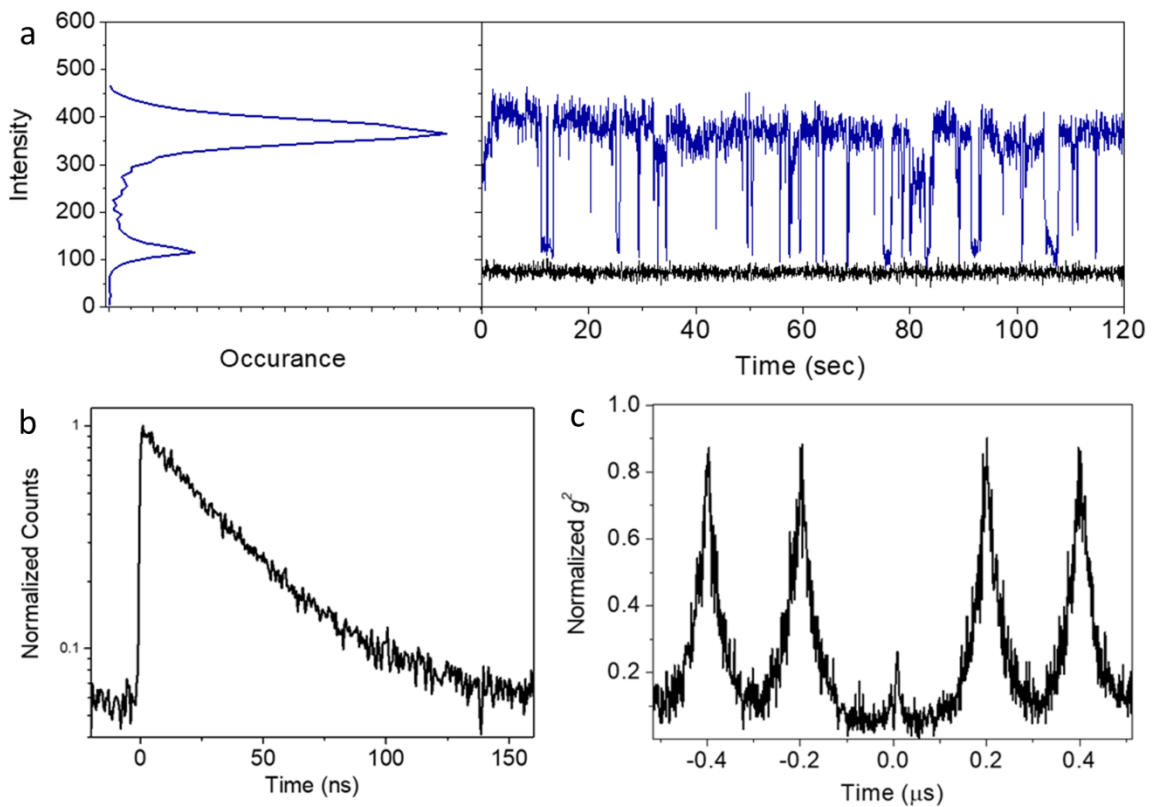 a
600
500
400
300
200
100
0
Intensity
Occurance
0 20 40 60 80 100 120
Time (sec)
b
1
0.1
Normalized Counts
0 50 100 150
Time (ns)
c
1.0
0.8
0.6
0.4
0.2
Normalized g²
-0.4 -0.2 0.0 0.2 0.4
Time (μs)